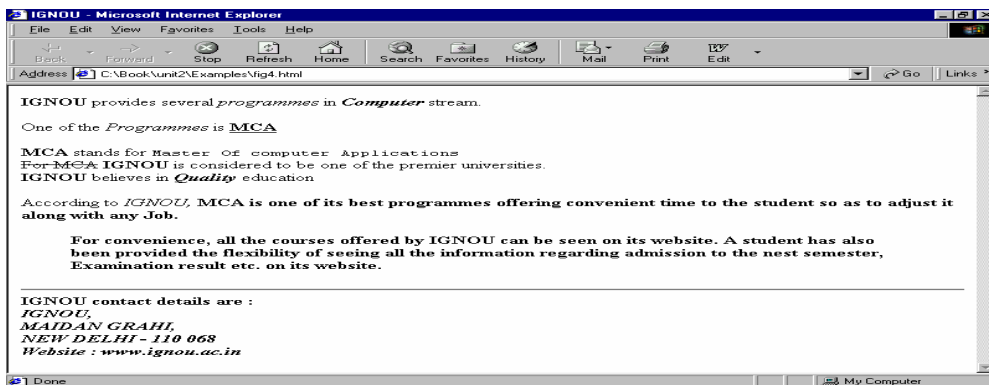 IGNOU - Microsoft Internet Explorer
File Edit View Favorites Tools Help
Back Forward Stop Refresh Home Search Favorites History Mail Print Edit
Address C:\Book\unit2\Examples\fig4.html Go Links »
IGNOU provides several programmes in Computer stream.
One of the Programmes is MCA
MCA stands for Master Of computer Applications
For MCA IGNOU is considered to be one of the premier universities.
IGNOU believes in Quality education
According to IGNOU, MCA is one of its best programmes offering convenient time to the student so as to adjust it
along with any Job.
For convenience, all the courses offered by IGNOU can be seen on its website. A student has also
been provided the flexibility of seeing all the information regarding admission to the nest semester,
Examination result etc. on its website.
IGNOU contact details are :
IGNOU,
MAIDAN GRAHI,
NEW DELHI - 110 068
Website : www.ignou.ac.in
Done My Computer